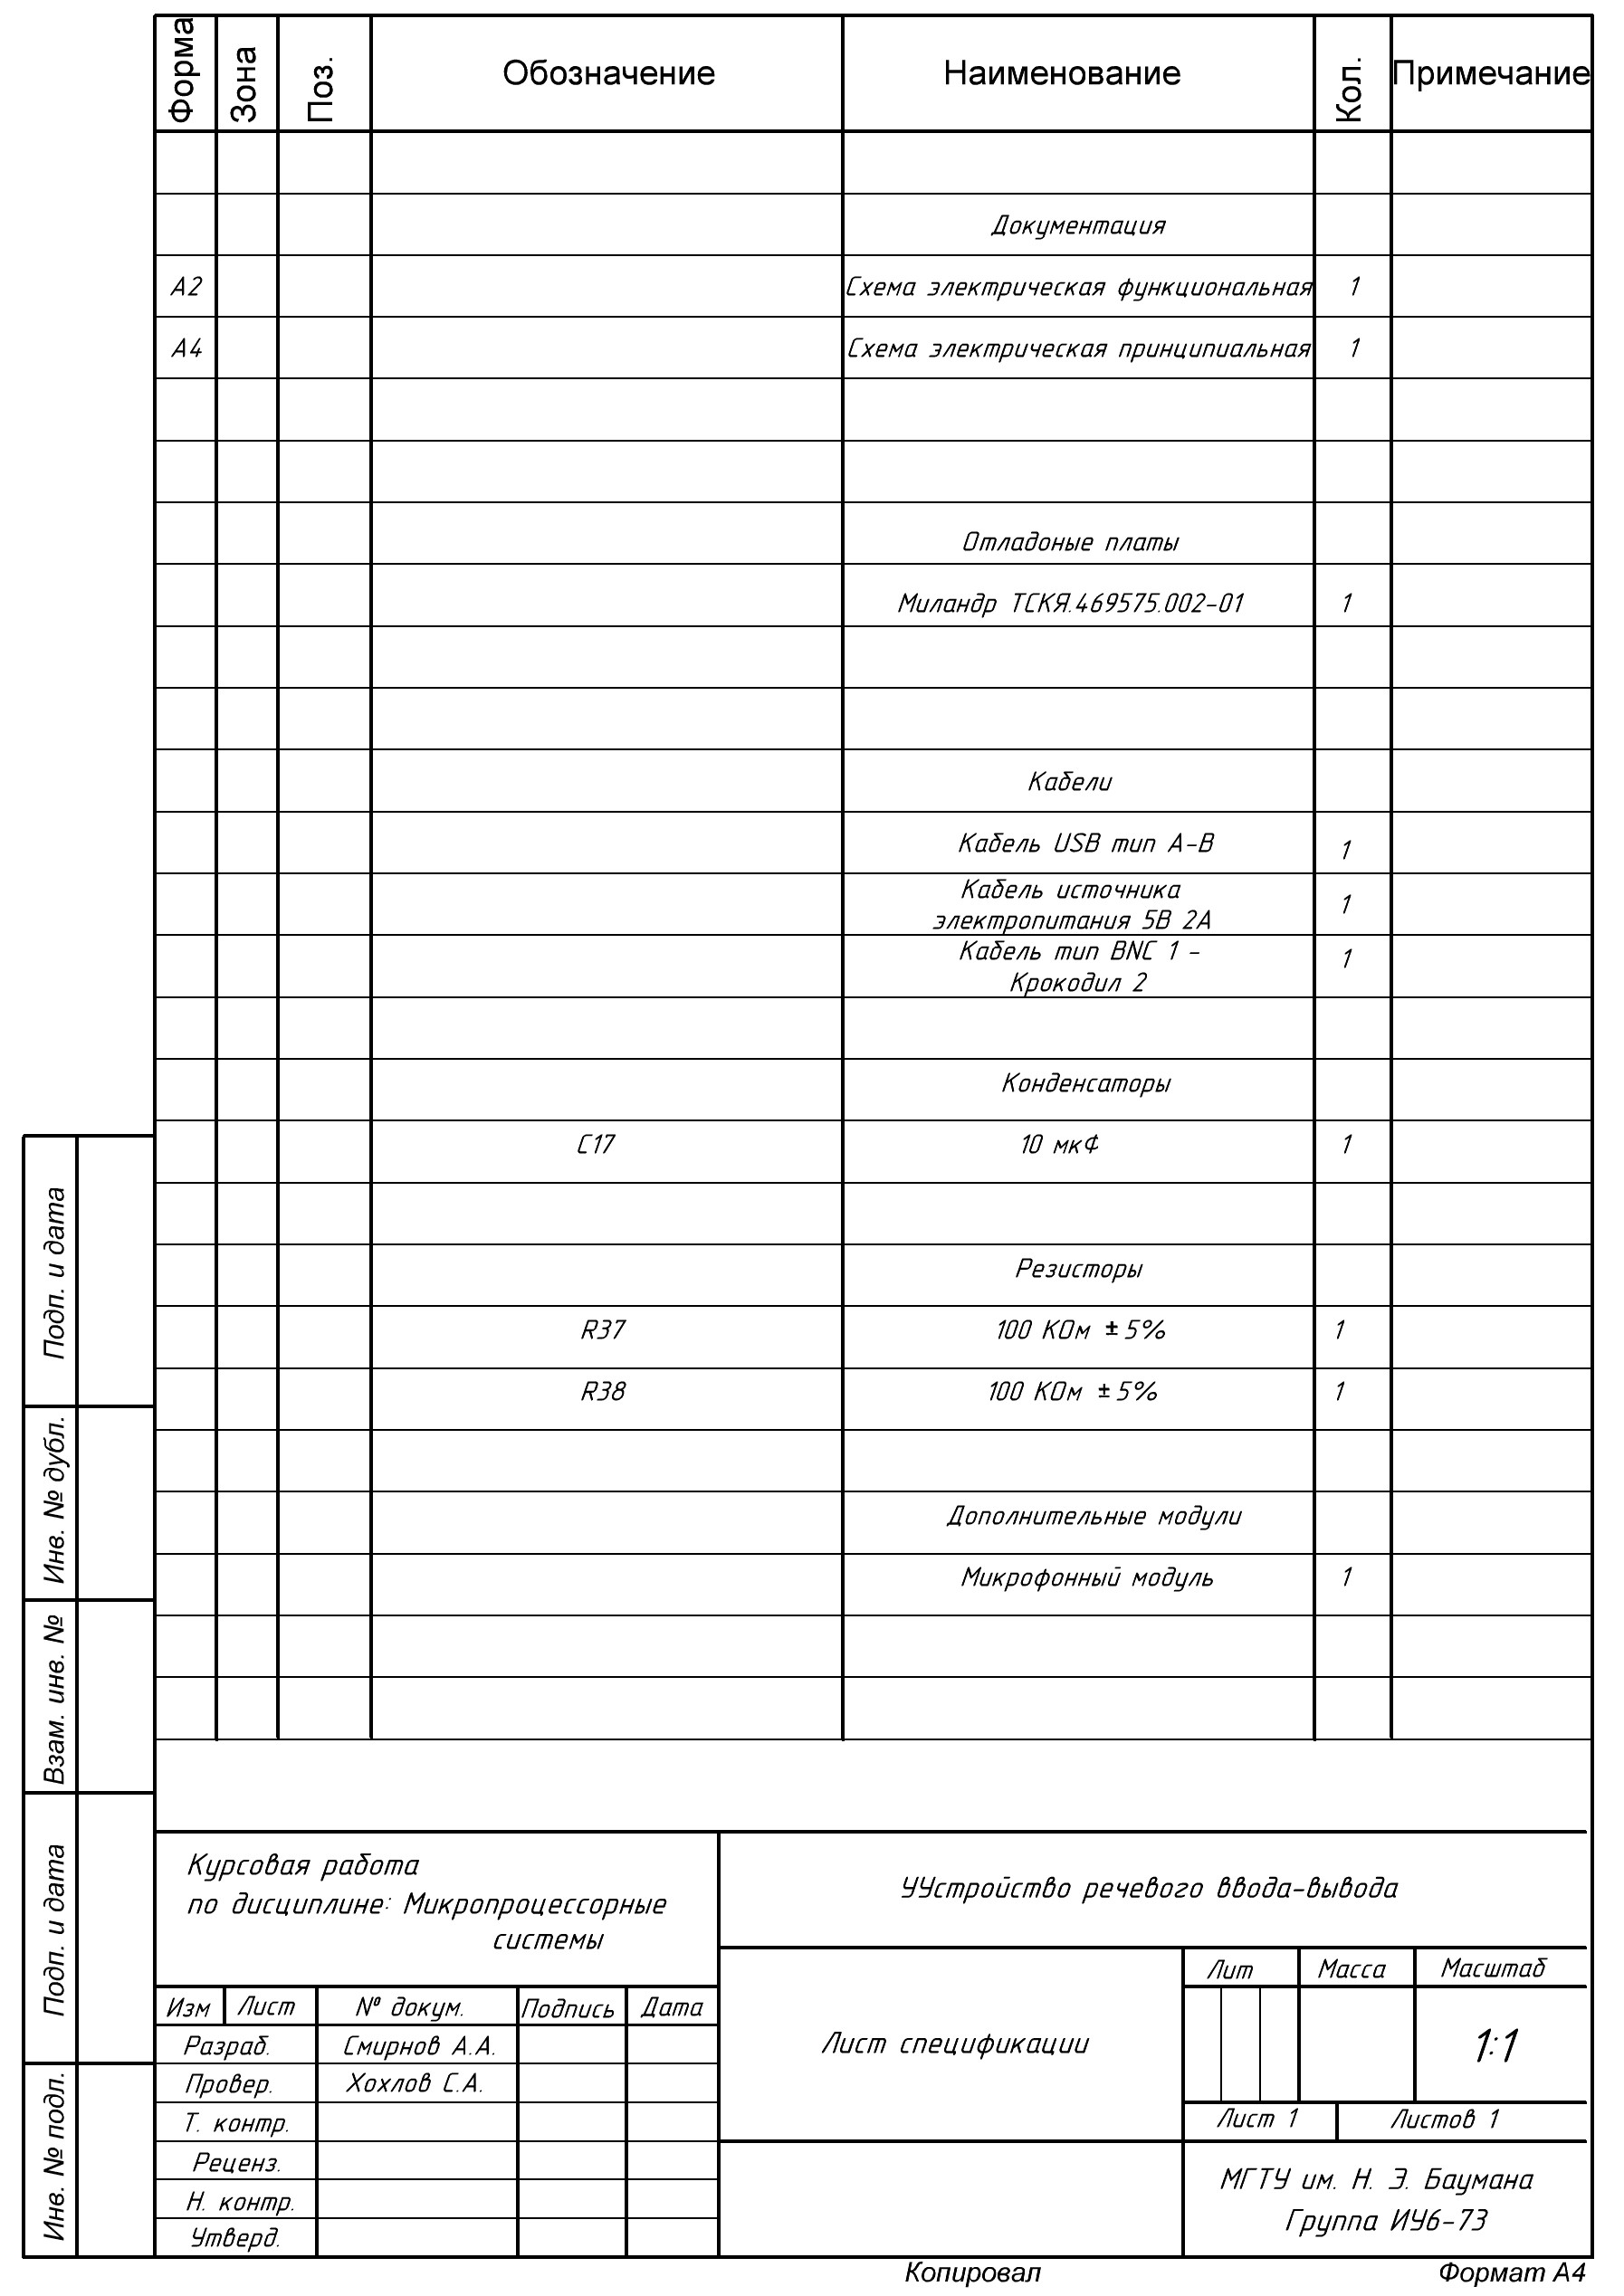 Форма Зона Поз. Обозначение Наименование Кол. Примечание
Документация
А2 Схема электрическая функциональная 1
А4 Схема электрическая принципиальная 1
Отладоные платы
Миландр ТСКЯ.469575.002-01 1
Кабели
Кабель USB тип A-B 1
Кабель источника
электропитания 5В 2А 1
Кабель тип BNC 1 - 1
Крокодил 2
Конденсаторы
C17 10 мкФ 1
Резисторы
R37 100 КОм ± 5% 1
R38 100 КОм ± 5% 1
Дополнительные модули
Микрофонный модуль 1
Подп. и дата
Инв. № дубл.
Взам. инв. №
Подп. и дата
Инв. № подл.
Курсовая работа
по дисциплине: Микропроцессорные
системы
УУстройство речевого ввода-вывода
Изм Лист № докум. Подпись Дата
Разраб. Смирнов А.А.
Провер. Хохлов С.А.
Т. контр.
Реценз.
Н. контр.
Утверд.
Лист спецификации
Лит Масса Масштаб
1:1
Лист 1 Листов 1
МГТУ им. Н. Э. Баумана
Группа ИУ6-73
Копировал Формат А4